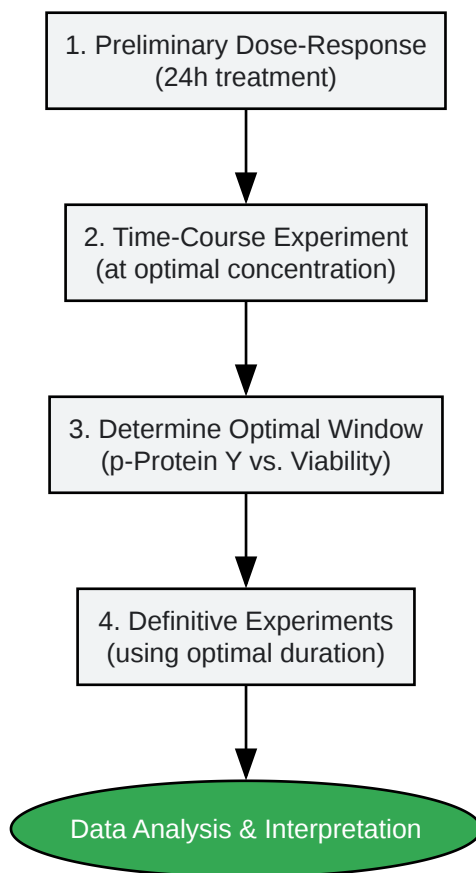 1. Preliminary Dose-Response
(24h treatment)
2. Time-Course Experiment
(at optimal concentration)
3. Determine Optimal Window
(p-Protein Y vs. Viability)
4. Definitive Experiments
(using optimal duration)
Data Analysis & Interpretation